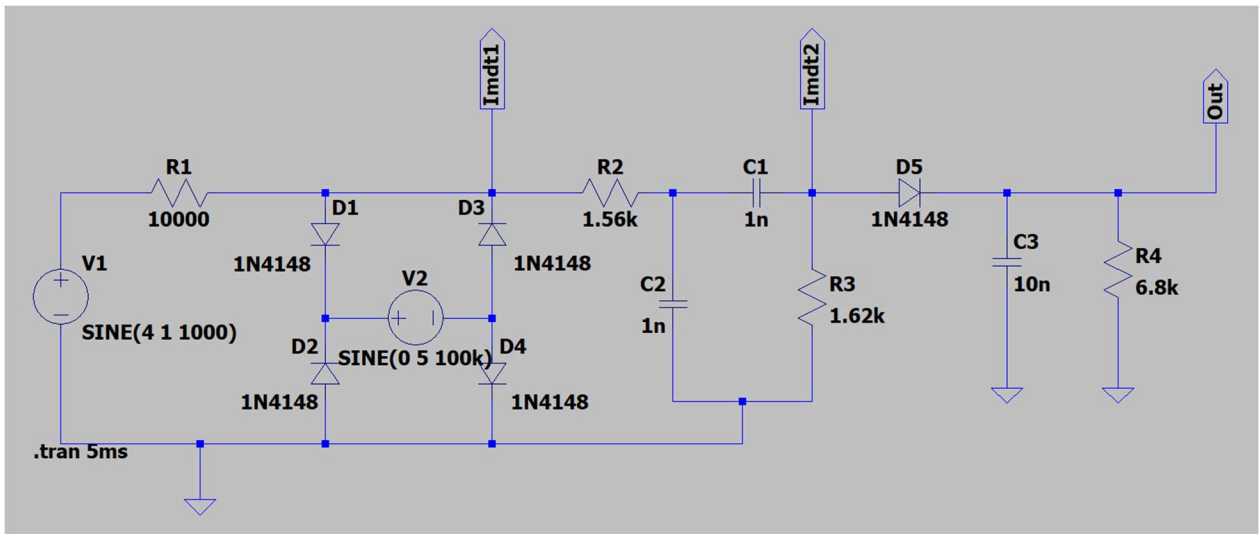 Imdt1
Imdt2
Out
R1
10000
R2
1.56k
C1
1n
D5
1N4148
D1
1N4148
D3
1N4148
V1
SINE(4 1 1000)
V2
SINE(0 5 100k)
C2
1n
R3
1.62k
C3
10n
R4
6.8k
D2
1N4148
D4
1N4148
.tran 5ms